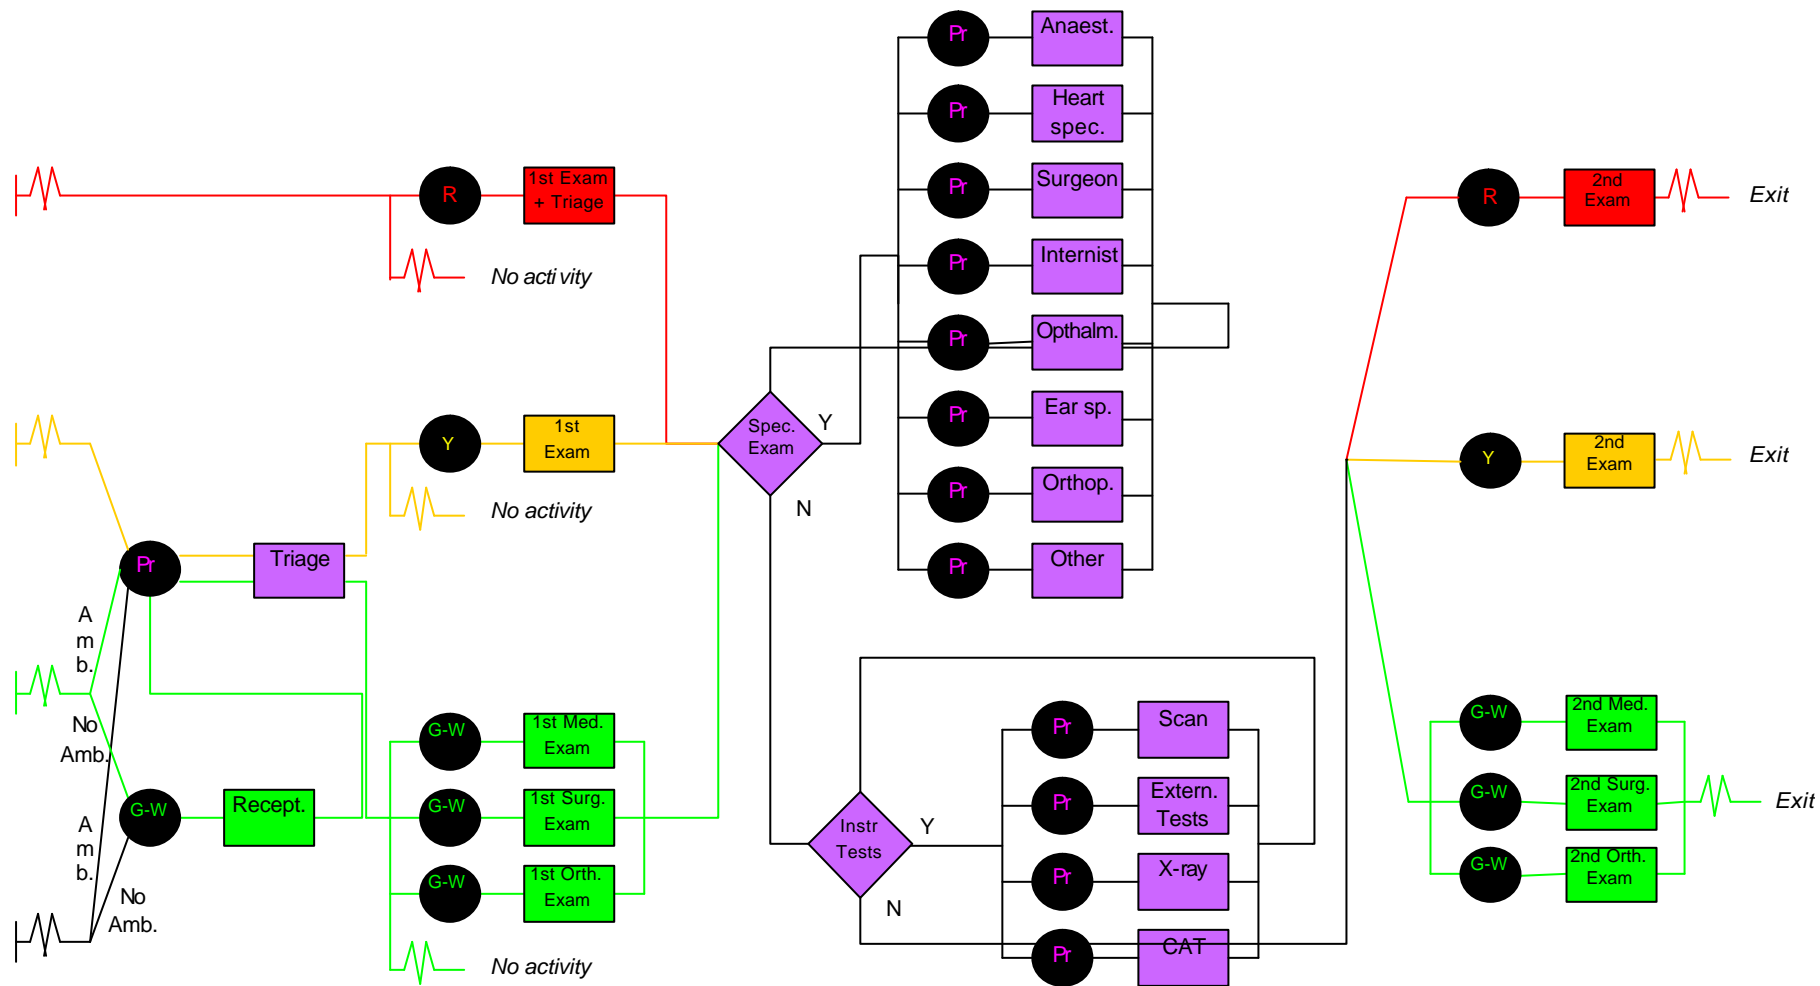 Pr
Anaest.
Pr
Heart
spec.
Pr
Surgeon
Pr
Internist
Pr
Opthalm.
Pr
Ear sp.
Pr
Orthop.
Pr
Other
R
1st Exam
+ Triage
No activity
Y
1st
Exam
No activity
Pr
Triage
A
m
b.
No
Amb.
G-W
Recept.
A
m
b.
No
Amb.
G-W
1st Med.
Exam
G-W
1st Surg.
Exam
G-W
1st Orth.
Exam
No activity
Spec.
Exam
Y
N
Instr
Tests
Y
N
Pr
Scan
Pr
Extern.
Tests
Pr
X-ray
Pr
CAT
R
2nd
Exam
Exit
Y
2nd
Exam
Exit
G-W
2nd Med.
Exam
G-W
2nd Surg.
Exam
G-W
2nd Orth.
Exam
Exit